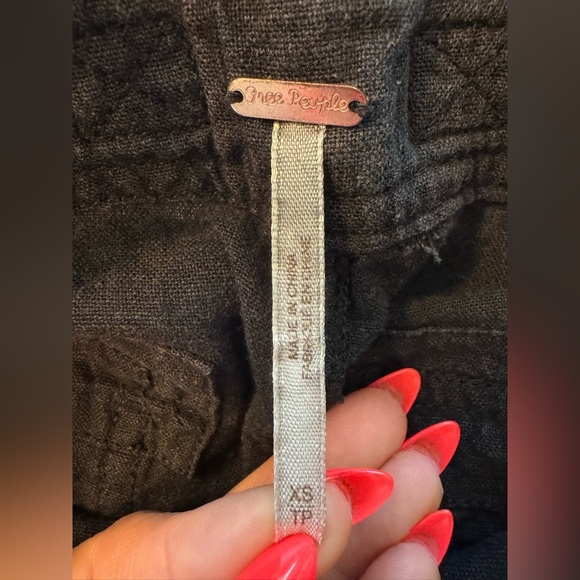 Free People
MADE IN CHINA
FABRIQUÉ EN CHINE
XS
TP